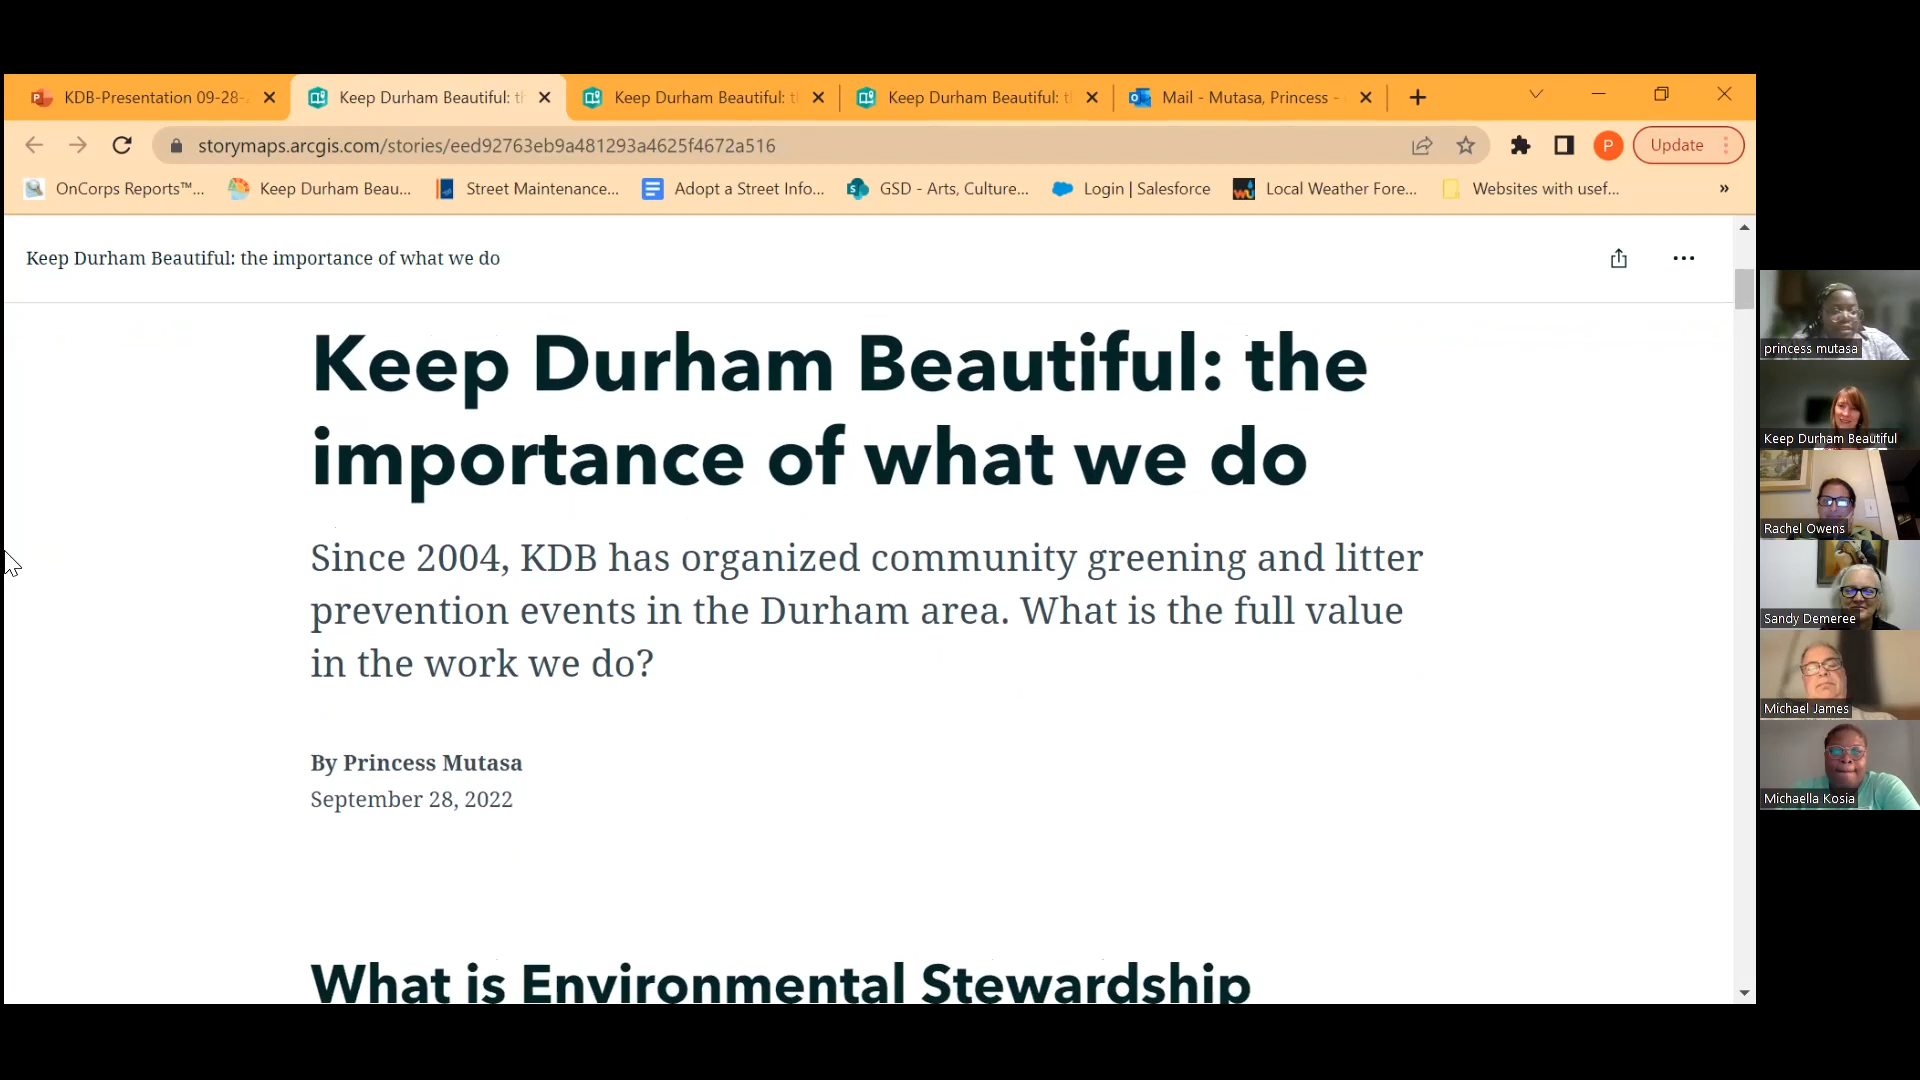 KDB-Presentation 09-28-
Keep Durham Beautiful: t
Keep Durham Beautiful: t
Keep Durham Beautiful: t
Mail - Mutasa, Princess -
storymaps.arcgis.com/stories/eed92763eb9a481293a4625f4672a516
P
Update
OnCorps Reports™...
Keep Durham Beau...
Street Maintenance...
Adopt a Street Info...
GSD - Arts, Culture...
Login | Salesforce
Local Weather Fore...
Websites with usef...
»
Keep Durham Beautiful: the importance of what we do
Keep Durham Beautiful: the
importance of what we do
Since 2004, KDB has organized community greening and litter
prevention events in the Durham area. What is the full value
in the work we do?
By Princess Mutasa
September 28, 2022
What is Environmental Stewardship
princess mutasa
Keep Durham Beautiful
Rachel Owens
Sandy Demeree
Michael James
Michaella Kosia